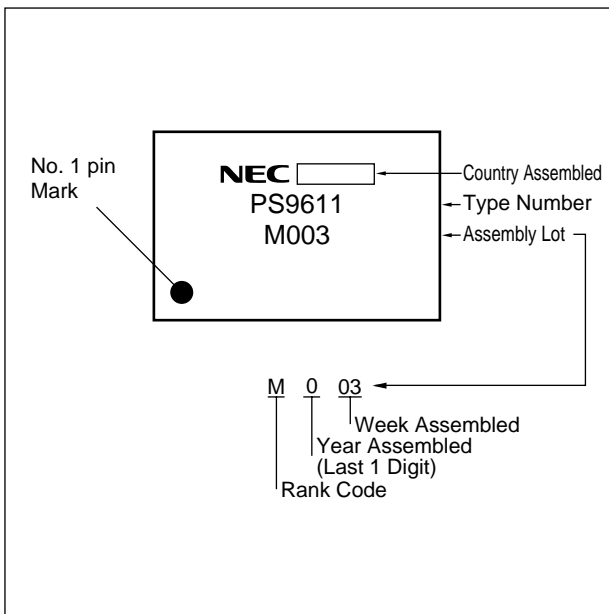 No. 1 pin
Mark
NEC
Country Assembled
PS9611
Type Number
M003
Assembly Lot
M 0 03
Week Assembled
Year Assembled
(Last 1 Digit)
Rank Code